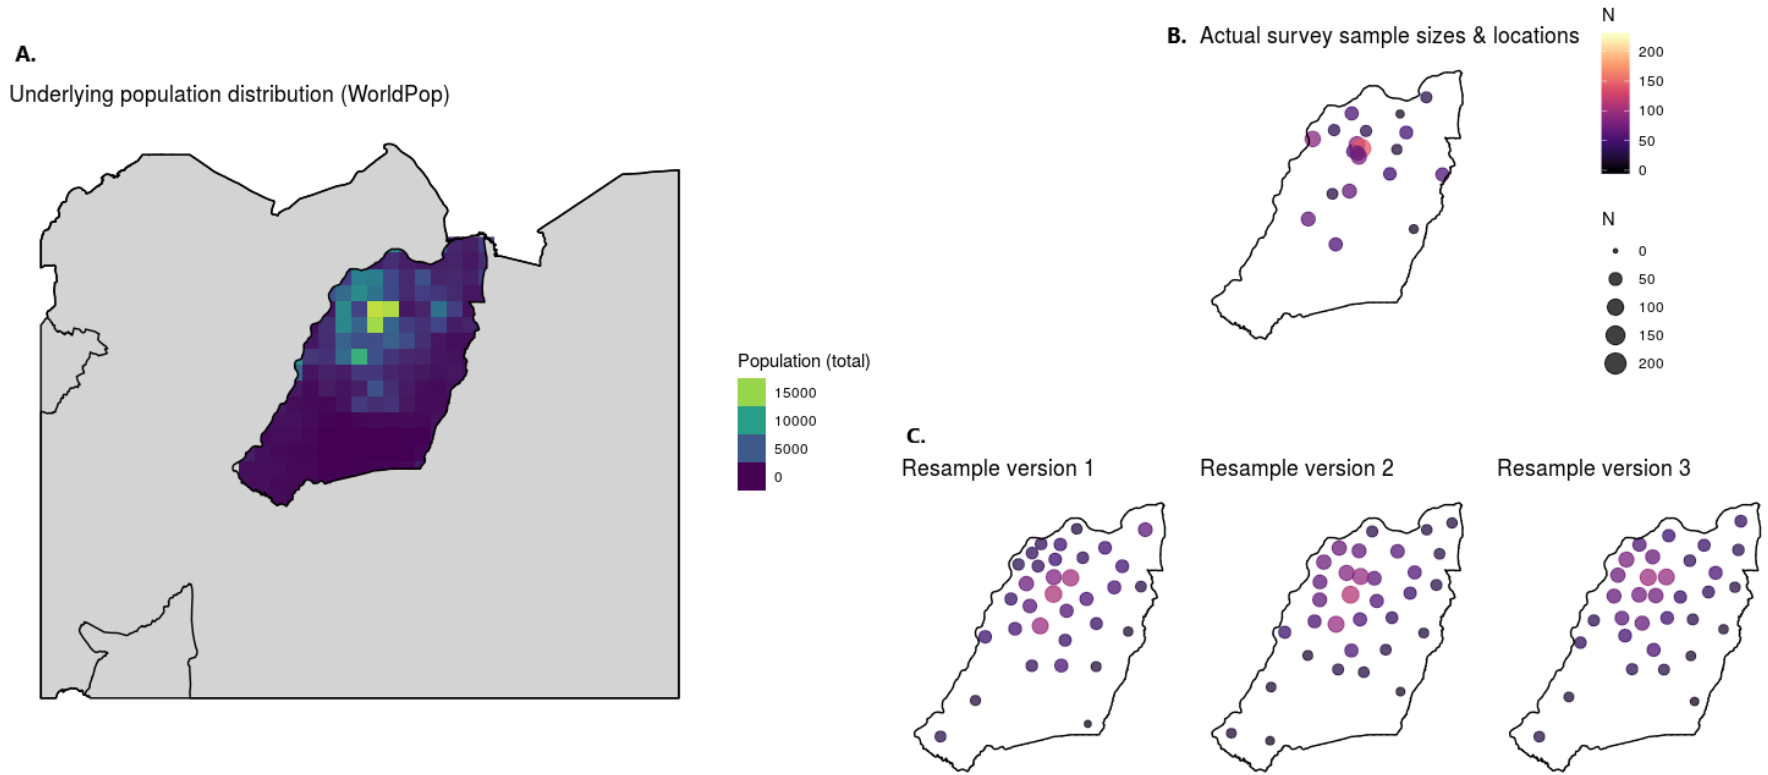 A.
Underlying population distribution (WorldPop)
Population (total)
15000
10000
5000
0
B. Actual survey sample sizes & locations
N
200
150
100
50
0
N
0
50
100
150
200
C.
Resample version 1
Resample version 2
Resample version 3